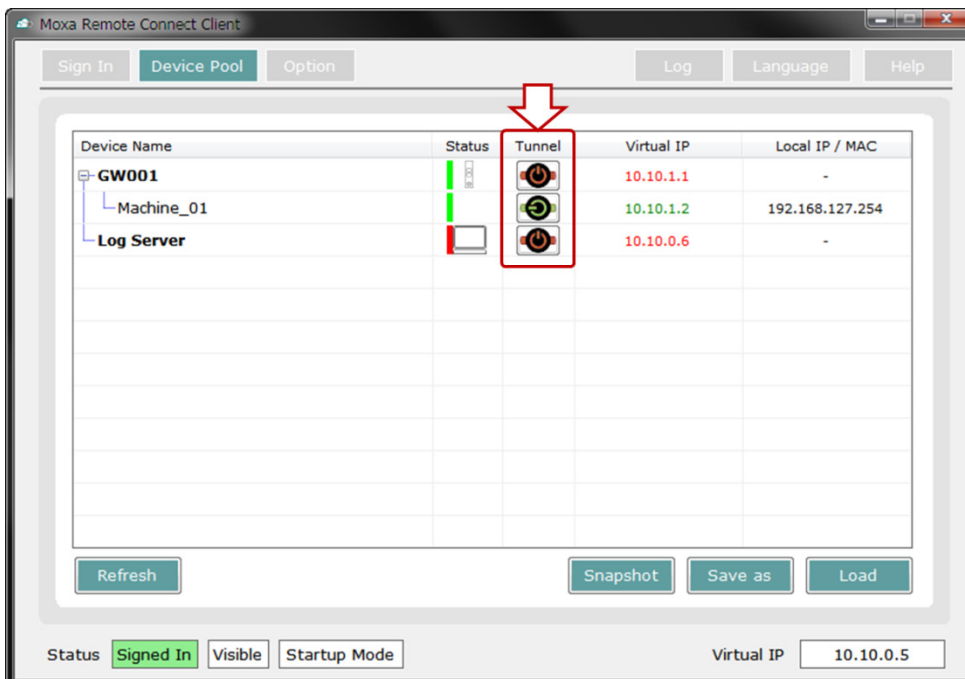 Moxa Remote Connect Client
Sign In Device Pool Option Log Language Help
Device Name Status Tunnel Virtual IP Local IP / MAC
GW001 10.10.1.1 -
Machine_01 10.10.1.2 192.168.127.254
Log Server 10.10.0.6 -
Refresh Snapshot Save as Load
Status Signed In Visible Startup Mode Virtual IP 10.10.0.5